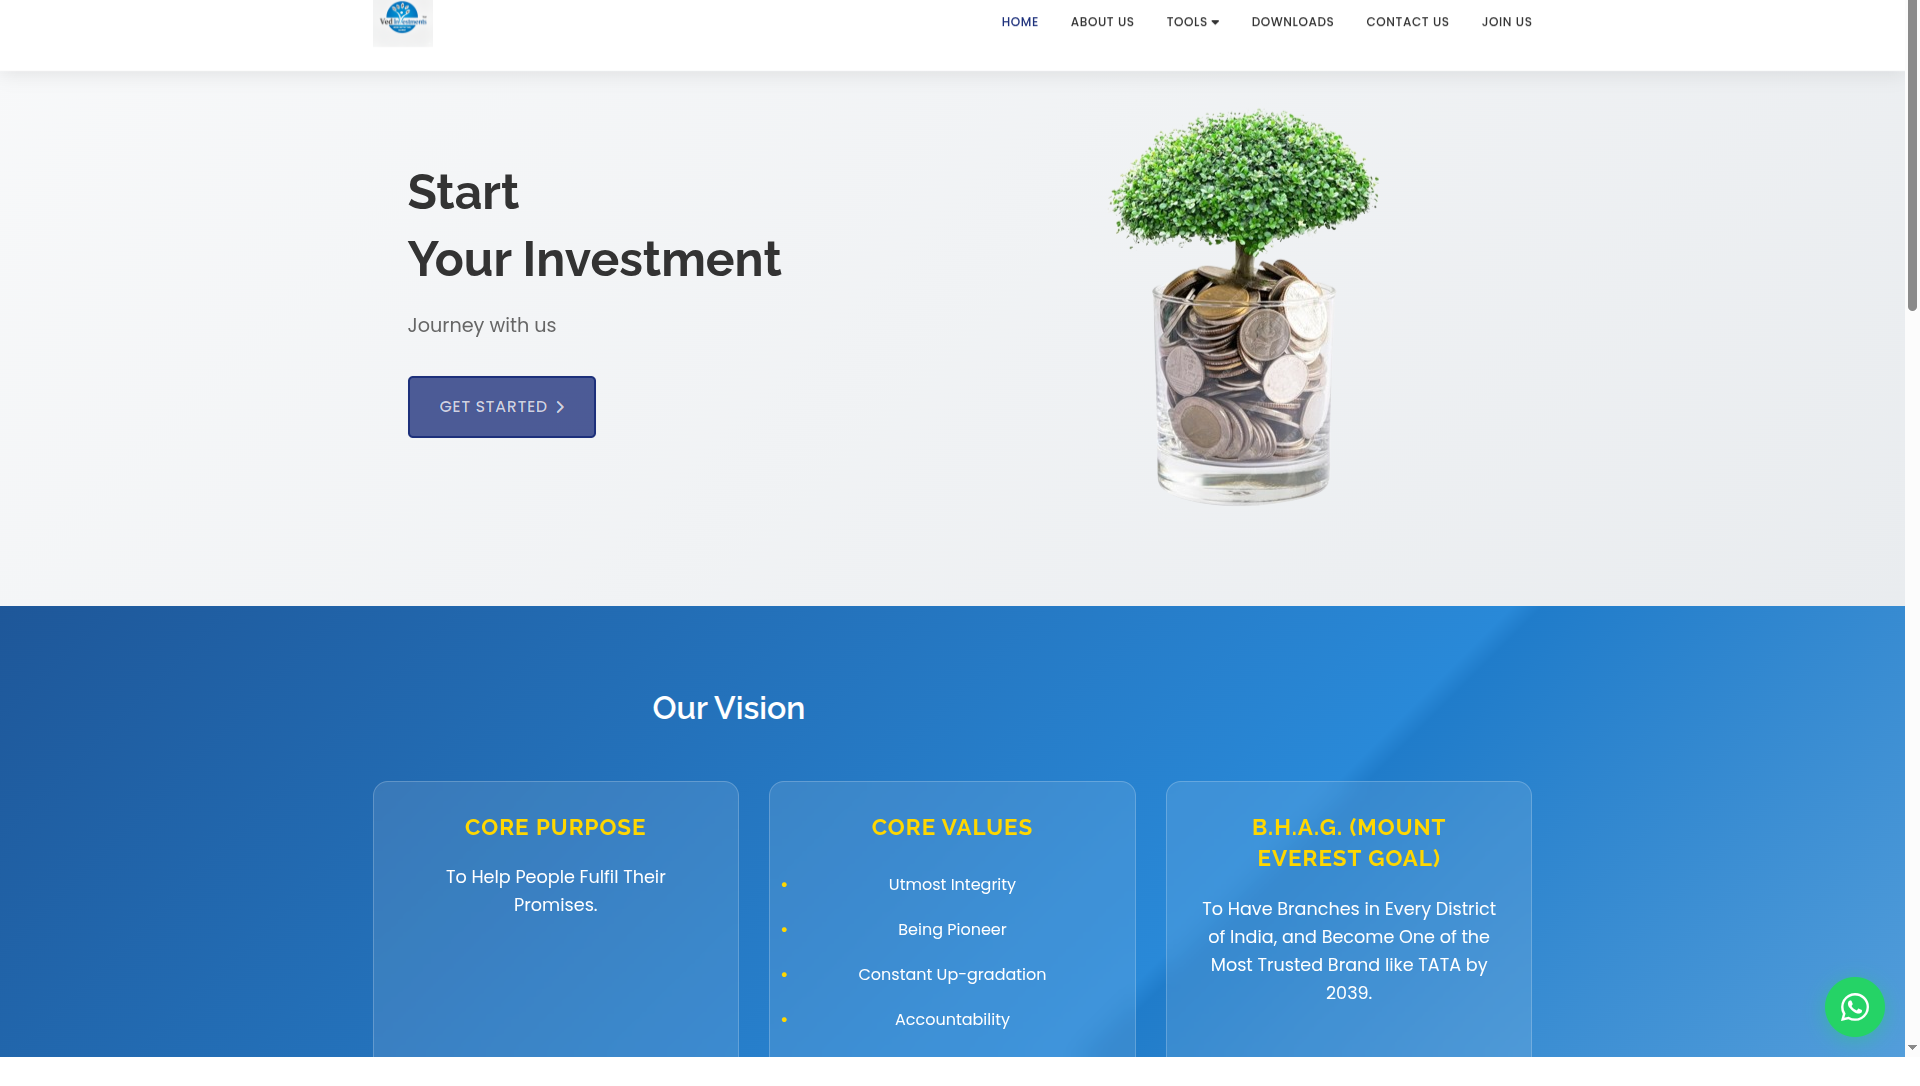 Ved Investments
HOME
ABOUT US
TOOLS
DOWNLOADS
CONTACT US
JOIN US
Start
Your Investment
Journey with us
GET STARTED
Our Vision
CORE PURPOSE
To Help People Fulfil Their
Promises.
CORE VALUES
• Utmost Integrity
• Being Pioneer
• Constant Up-gradation
• Accountability
B.H.A.G. (MOUNT
EVEREST GOAL)
To Have Branches in Every District
of India, and Become One of the
Most Trusted Brand like TATA by
2039.